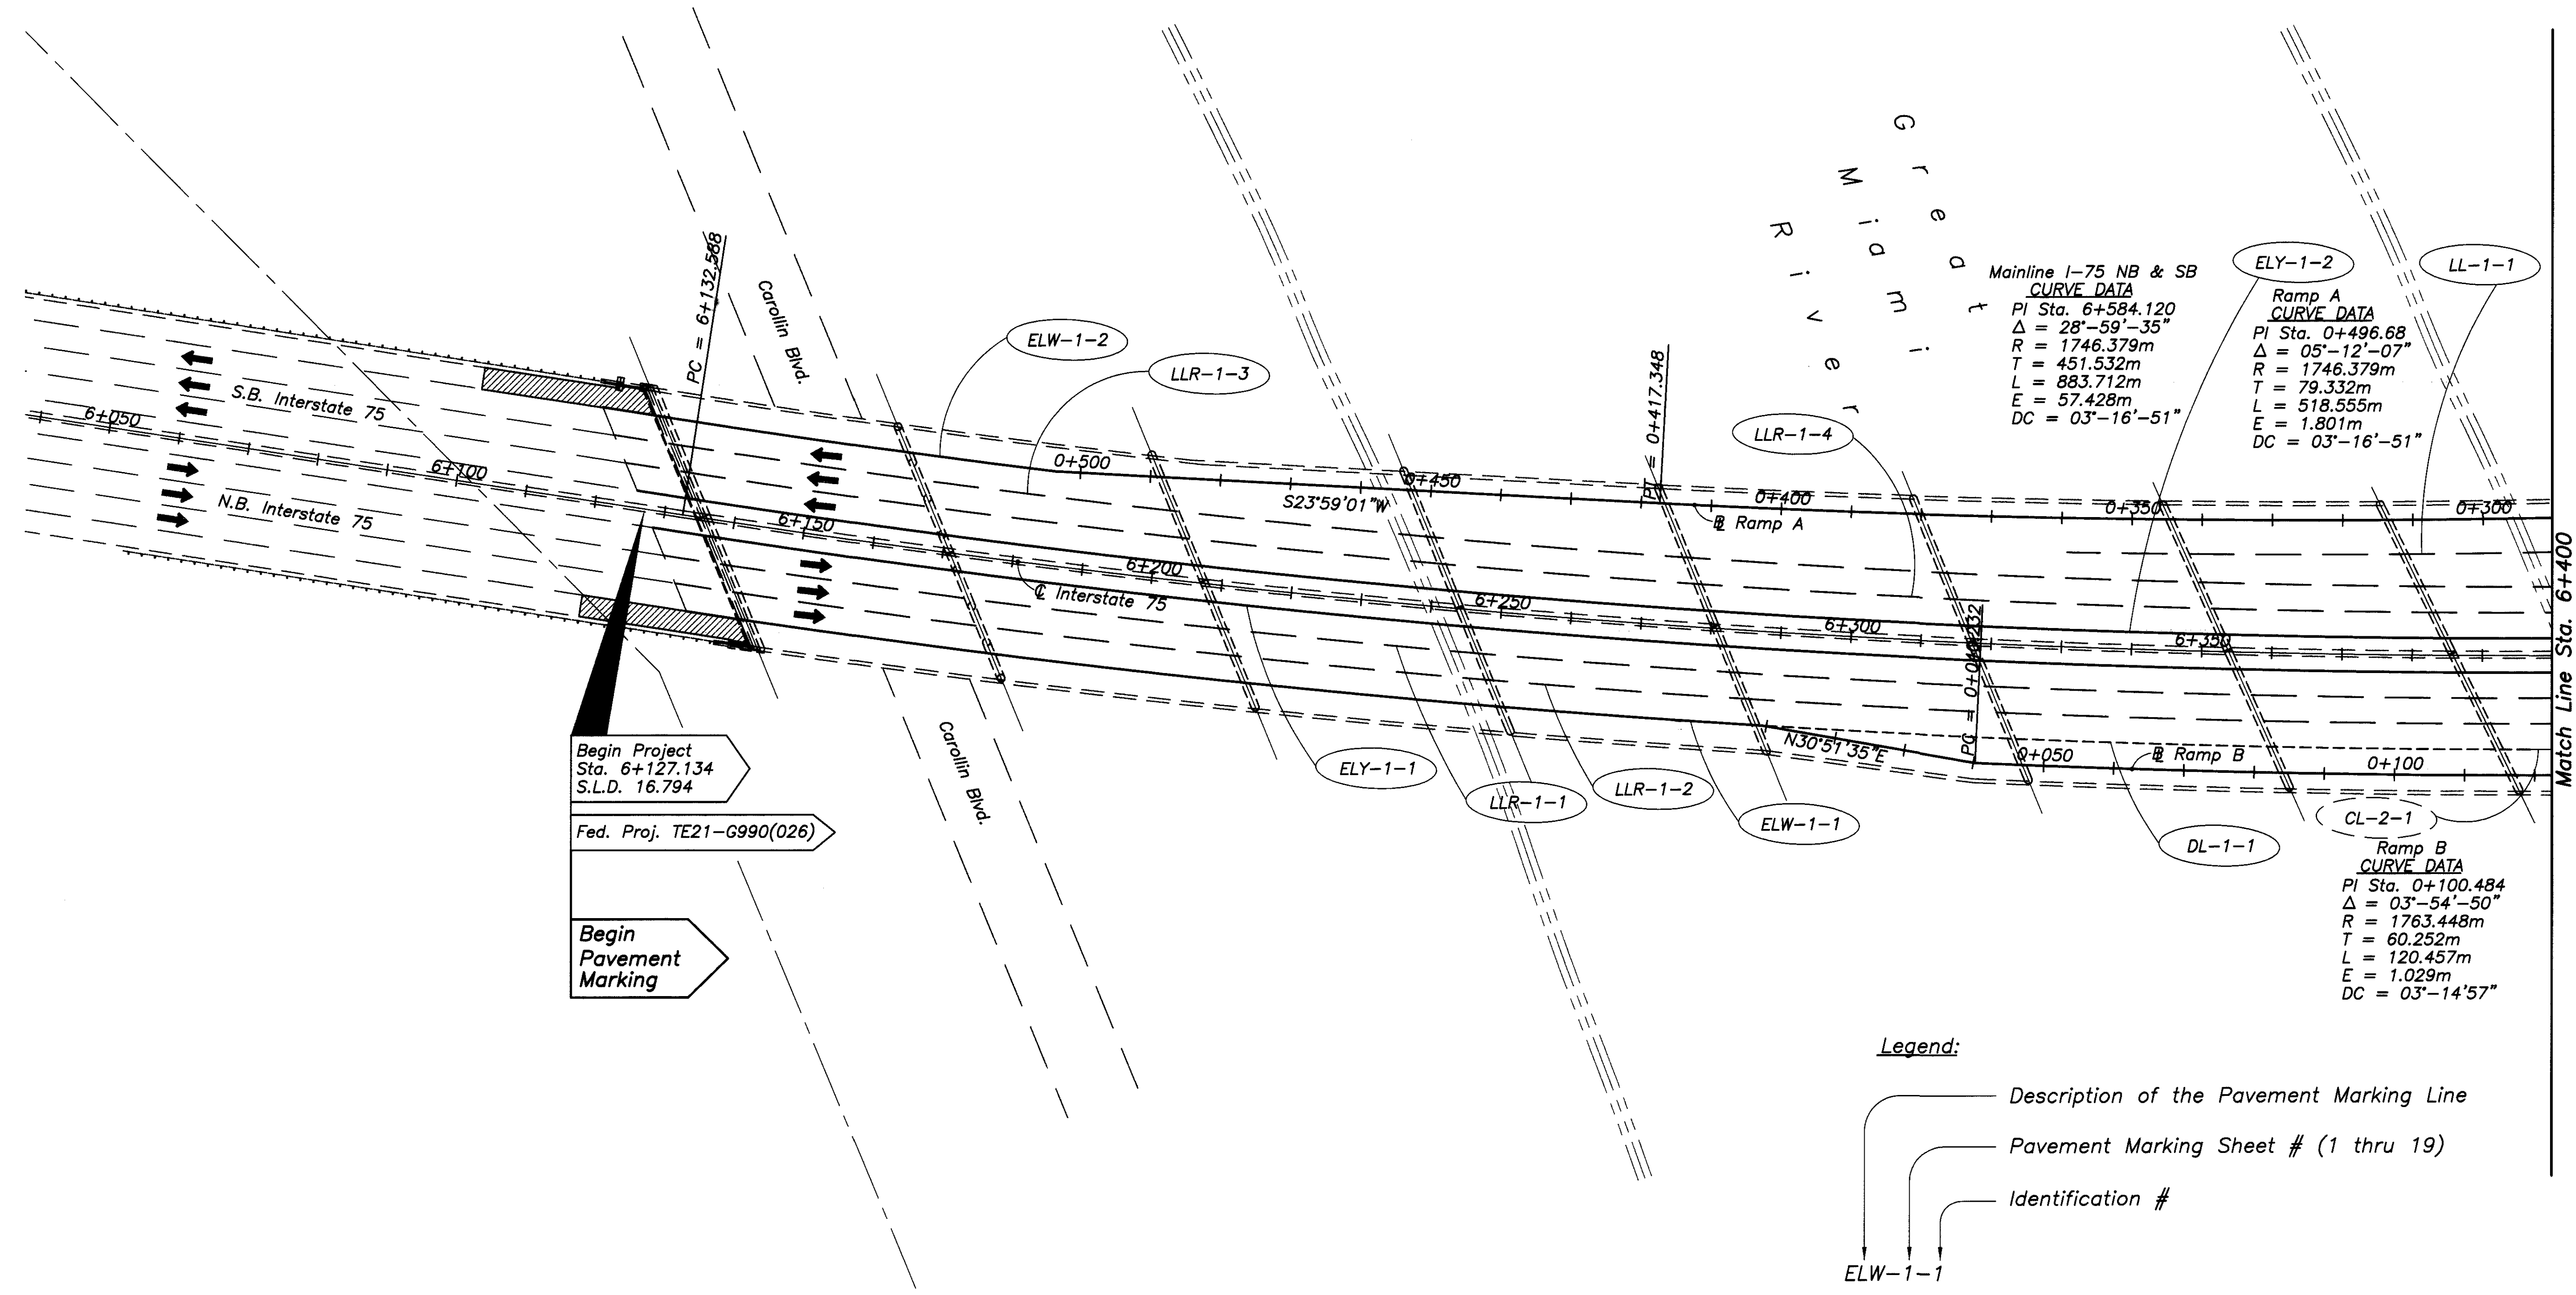 Great
Miami
River
PC = 6+132.588
Carollin Blvd.
ELW-1-2
LLR-1-3
PT = 0+417.348
LLR-1-4
Mainline I-75 NB & SB
CURVE DATA
PI Sta. 6+584.120
Δ = 28°-59'-35"
R = 1746.379m
T = 451.532m
L = 883.712m
E = 57.428m
DC = 03°-16'-51"
ELY-1-2
LL-1-1
Ramp A
CURVE DATA
PI Sta. 0+496.68
Δ = 05°-12'-07"
R = 1746.379m
T = 79.332m
L = 518.555m
E = 1.801m
DC = 03°-16'-51"
S.B. Interstate 75
6+050
N.B. Interstate 75
6+100
6+150
6+200
6+250
6+300
6+350
0+500
0+450
0+400
0+350
0+300
S23°59'01"W
℄ Ramp A
℄ Interstate 75
Match Line Sta. 6+400
PC =
N30°51'35"E
0+050
℄ Ramp B
0+100
Begin Project
Sta. 6+127.134
S.L.D. 16.794
Fed. Proj. TE21-G990(026)
Begin
Pavement
Marking
Carollin Blvd.
ELY-1-1
LLR-1-1
LLR-1-2
ELW-1-1
DL-1-1
CL-2-1
Ramp B
CURVE DATA
PI Sta. 0+100.484
Δ = 03°-54'-50"
R = 1763.448m
T = 60.252m
L = 120.457m
E = 1.029m
DC = 03°-14'57"
Legend:
Description of the Pavement Marking Line
Pavement Marking Sheet # (1 thru 19)
Identification #
ELW-1-1